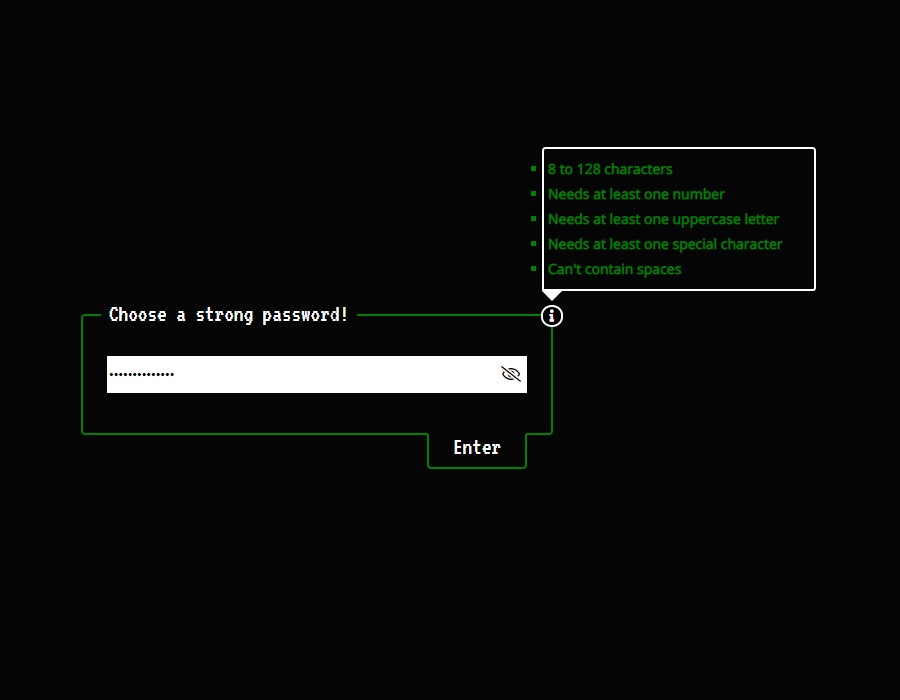 8 to 128 characters
Needs at least one number
Needs at least one uppercase letter
Needs at least one special character
Can't contain spaces
Choose a strong password!
••••••••••••••
Enter